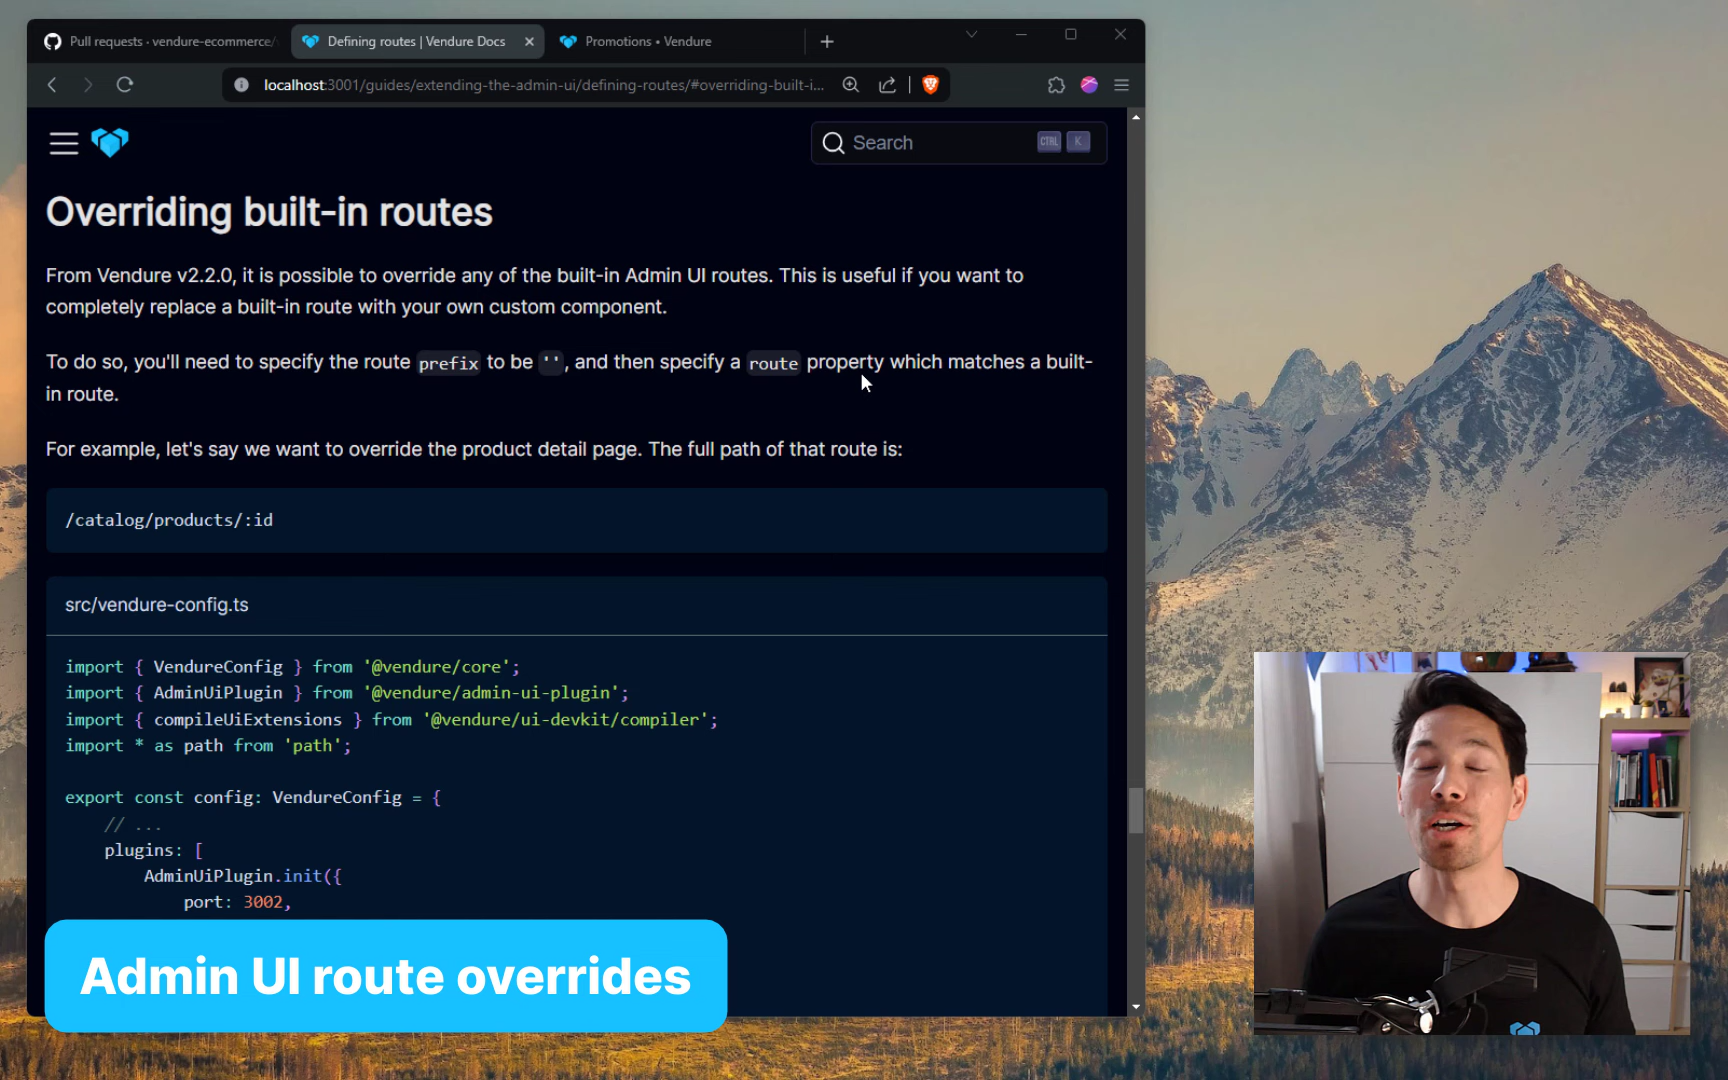 Pull requests · vendure-ecommerce/
Defining routes | Vendure Docs
Promotions • Vendure
localhost:3001/guides/extending-the-admin-ui/defining-routes/#overriding-built-i...
Search
CTRL K
Overriding built-in routes
From Vendure v2.2.0, it is possible to override any of the built-in Admin UI routes. This is useful if you want to
completely replace a built-in route with your own custom component.
To do so, you'll need to specify the route prefix to be '', and then specify a route property which matches a built-
in route.
For example, let's say we want to override the product detail page. The full path of that route is:
/catalog/products/:id
src/vendure-config.ts
import { VendureConfig } from '@vendure/core';
import { AdminUiPlugin } from '@vendure/admin-ui-plugin';
import { compileUiExtensions } from '@vendure/ui-devkit/compiler';
import * as path from 'path';
export const config: VendureConfig = {
// ...
plugins: [
AdminUiPlugin.init({
port: 3002,
Admin UI route overrides